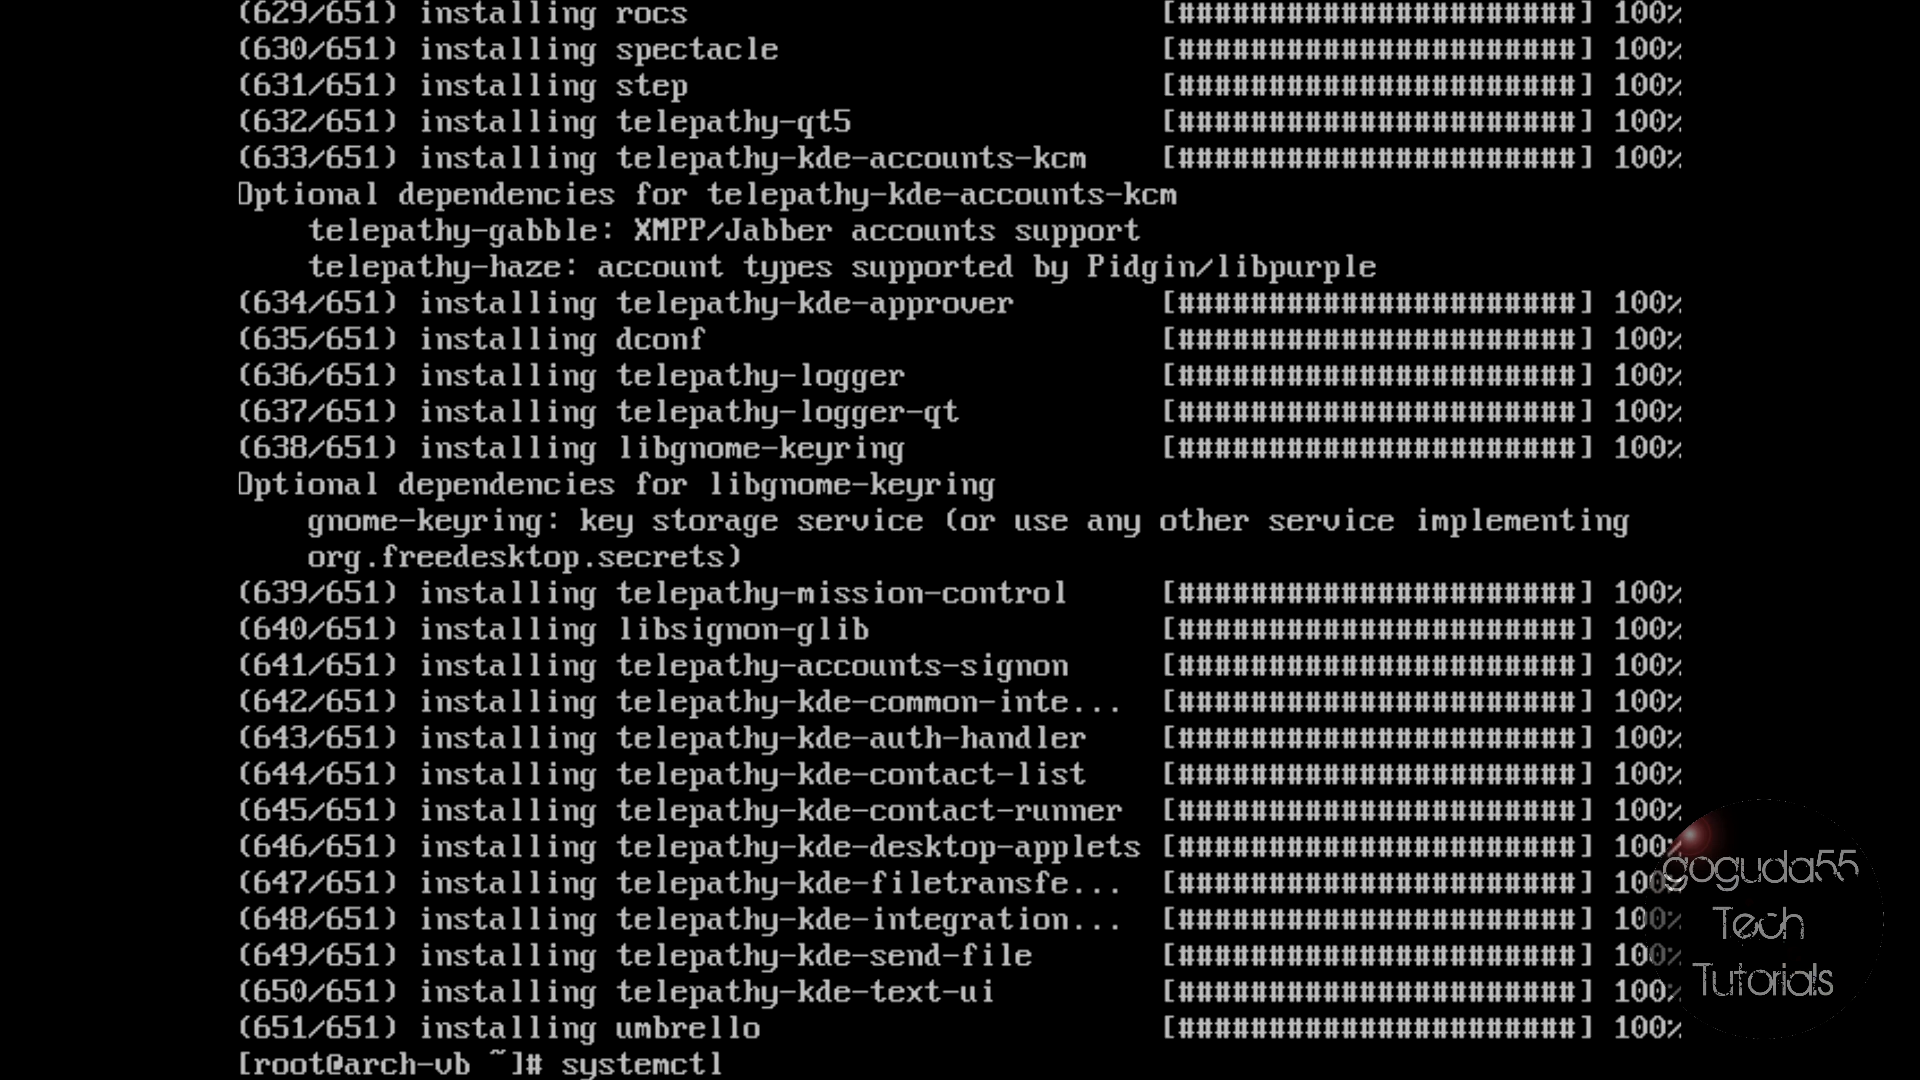 (629/651) installing rocs [######################] 100%
(630/651) installing spectacle [######################] 100%
(631/651) installing step [######################] 100%
(632/651) installing telepathy-qt5 [######################] 100%
(633/651) installing telepathy-kde-accounts-kcm [######################] 100%
Optional dependencies for telepathy-kde-accounts-kcm
telepathy-gabble: XMPP/Jabber accounts support
telepathy-haze: account types supported by Pidgin/libpurple
(634/651) installing telepathy-kde-approver [######################] 100%
(635/651) installing dconf [######################] 100%
(636/651) installing telepathy-logger [######################] 100%
(637/651) installing telepathy-logger-qt [######################] 100%
(638/651) installing libgnome-keyring [######################] 100%
Optional dependencies for libgnome-keyring
gnome-keyring: key storage service (or use any other service implementing
org.freedesktop.secrets)
(639/651) installing telepathy-mission-control [######################] 100%
(640/651) installing libsignon-glib [######################] 100%
(641/651) installing telepathy-accounts-signon [######################] 100%
(642/651) installing telepathy-kde-common-inte... [######################] 100%
(643/651) installing telepathy-kde-auth-handler [######################] 100%
(644/651) installing telepathy-kde-contact-list [######################] 100%
(645/651) installing telepathy-kde-contact-runner [######################] 100%
(646/651) installing telepathy-kde-desktop-applets [######################] 100%
(647/651) installing telepathy-kde-filetransfe... [######################] 100%
(648/651) installing telepathy-kde-integration... [######################] 100%
(649/651) installing telepathy-kde-send-file [######################] 100%
(650/651) installing telepathy-kde-text-ui [######################] 100%
(651/651) installing umbrello [######################] 100%
[root@arch-vb ~]# systemctl
goguda55
Tech
Tutorials